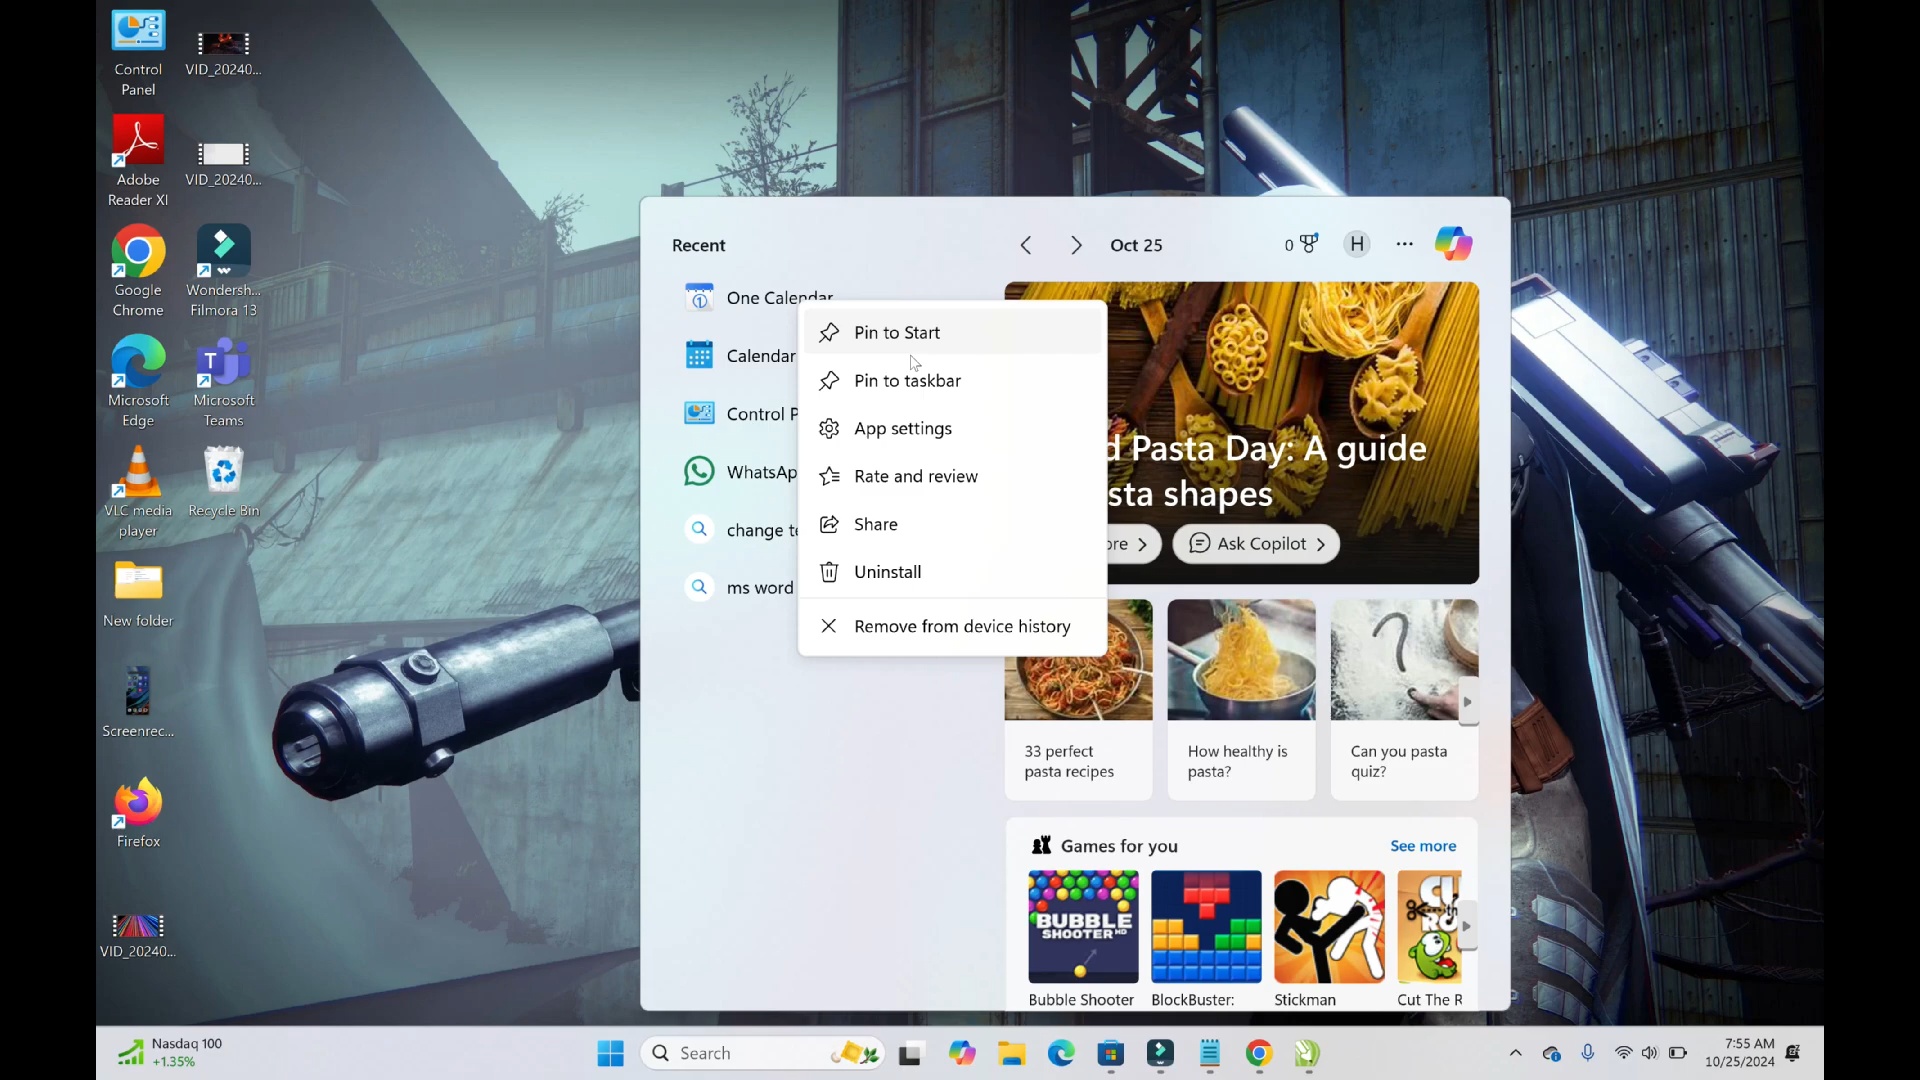 Control
Panel
VID_20240...
Adobe
Reader XI
VID_20240...
Google
Chrome
Wondersh...
Filmora 13
Microsoft
Edge
Microsoft
Teams
VLC media
player
Recycle Bin
New folder
Screenrec...
Firefox
VID_20240...
Recent
Oct 25
0
H
One Calendar
Calendar
Control P
WhatsAp
change te
ms word
Pin to Start
Pin to taskbar
App settings
Rate and review
Share
Uninstall
Remove from device history
d Pasta Day: A guide
sta shapes
ore
Ask Copilot
33 perfect
pasta recipes
How healthy is
pasta?
Can you pasta
quiz?
Games for you
See more
BUBBLE
SHOOTER HD
Bubble Shooter
BlockBuster:
Stickman
Cut The R
Nasdaq 100
+1.35%
Search
7:55 AM
10/25/2024